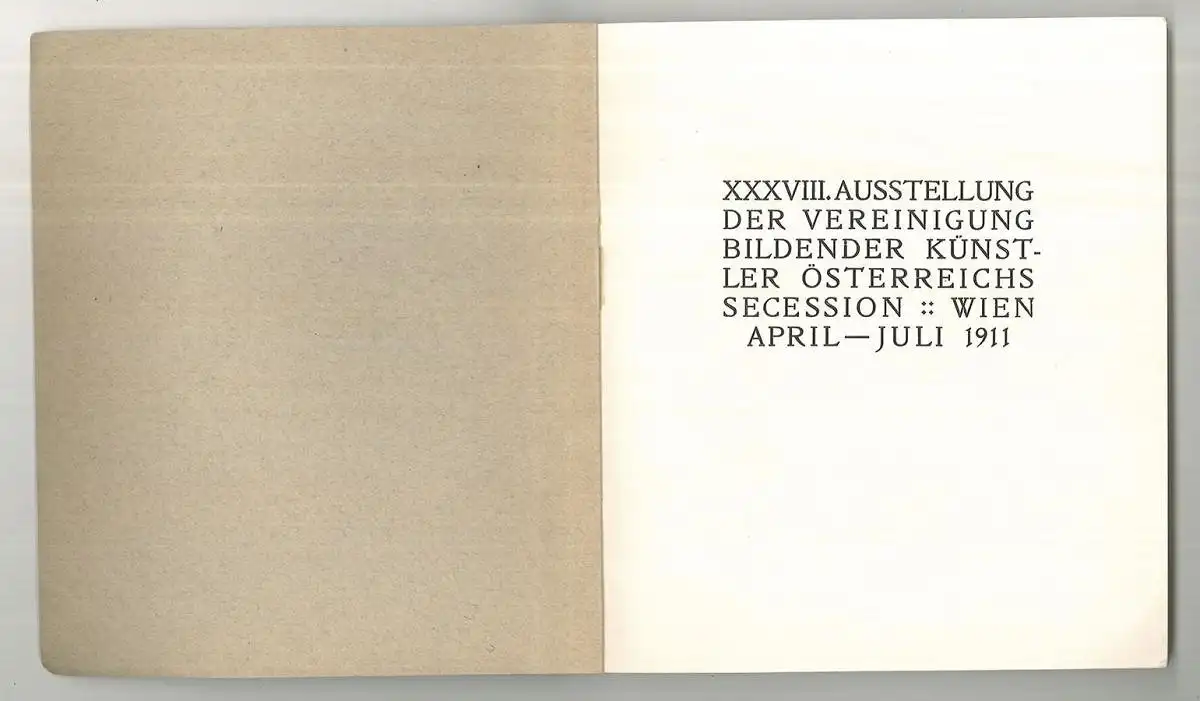 XXXVIII. AUSSTELLUNG
DER VEREINIGUNG
BILDENDER KÜNST-
LER ÖSTERREICHS
SECESSION :: WIEN
APRIL—JULI 1911